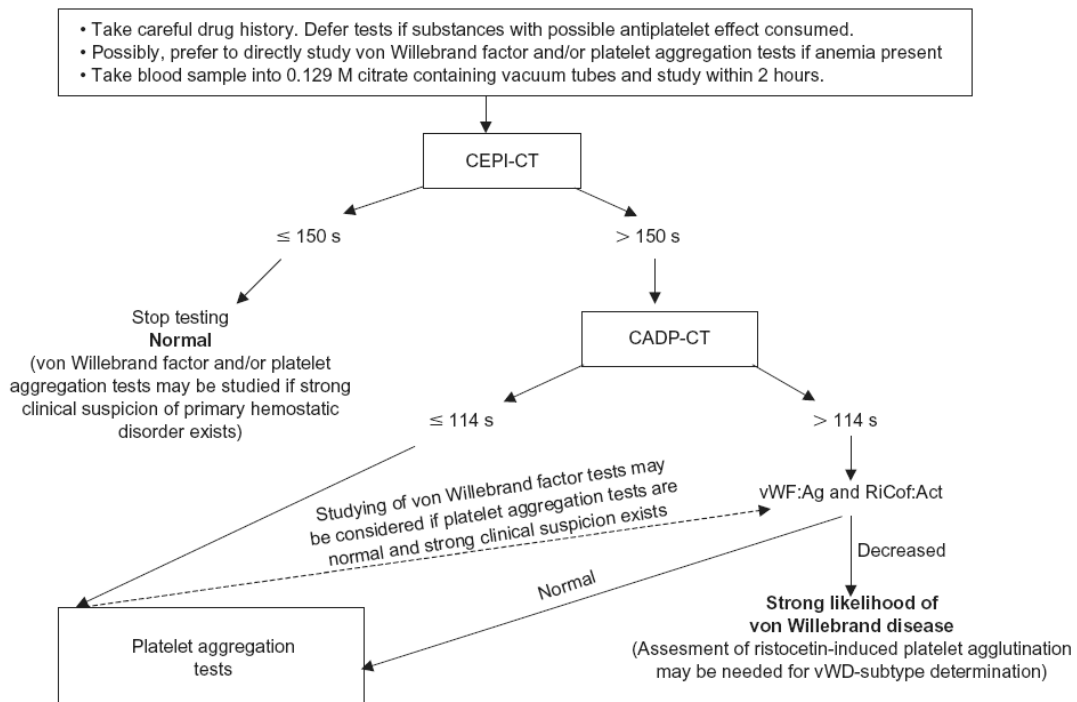 • Take careful drug history. Defer tests if substances with possible antiplatelet effect consumed.
• Possibly, prefer to directly study von Willebrand factor and/or platelet aggregation tests if anemia present
• Take blood sample into 0.129 M citrate containing vacuum tubes and study within 2 hours.
CEPI-CT
≤ 150 s
> 150 s
Stop testing
Normal
(von Willebrand factor and/or platelet
aggregation tests may be studied if strong
clinical suspicion of primary hemostatic
disorder exists)
CADP-CT
≤ 114 s
> 114 s
Studying of von Willebrand factor tests may
be considered if platelet aggregation tests are
normal and strong clinical suspicion exists
vWF:Ag and RiCof:Act
Decreased
Normal
Strong likelihood of
von Willebrand disease
(Assesment of ristocetin-induced platelet agglutination
may be needed for vWD-subtype determination)
Platelet aggregation
tests